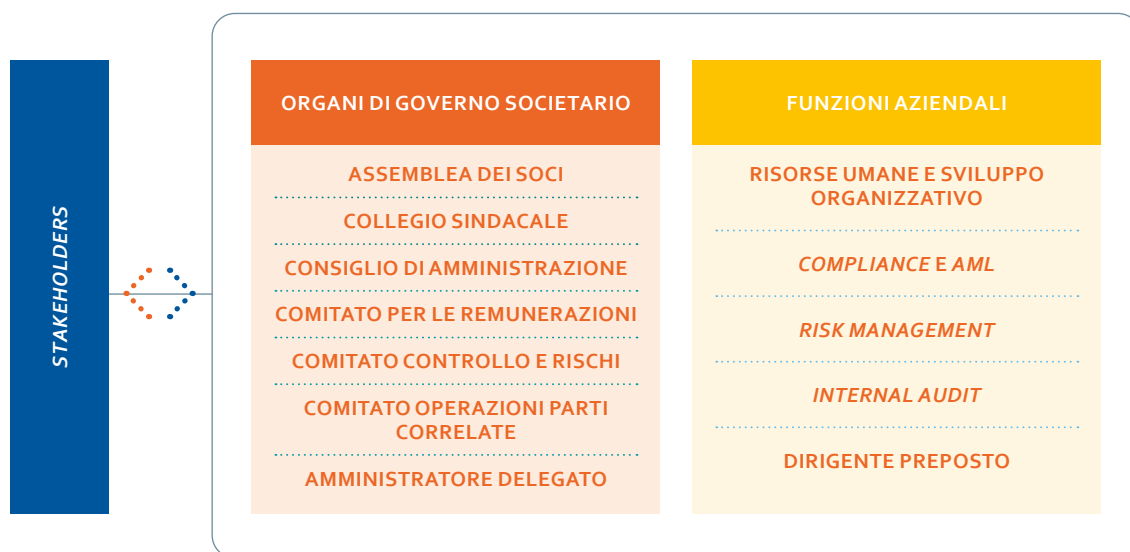 STAKEHOLDERS
ORGANI DI GOVERNO SOCIETARIO
ASSEMBLEA DEI SOCI
COLLEGIO SINDACALE
CONSIGLIO DI AMMINISTRAZIONE
COMITATO PER LE REMUNERAZIONI
COMITATO CONTROLLO E RISCHI
COMITATO OPERAZIONI PARTI
CORRELATE
AMMINISTRATORE DELEGATO
FUNZIONI AZIENDALI
RISORSE UMANE E SVILUPPO
ORGANIZZATIVO
COMPLIANCE E AML
RISK MANAGEMENT
INTERNAL AUDIT
DIRIGENTE PREPOSTO